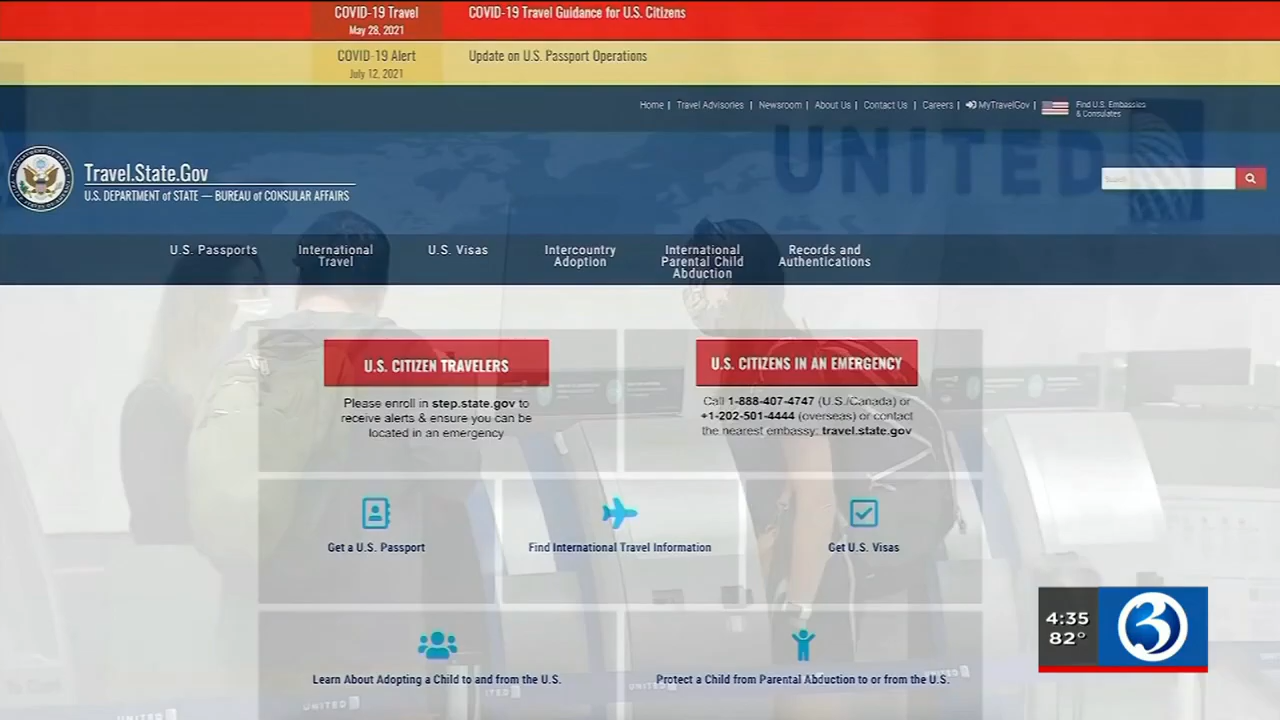 COVID-19 Travel
May 28, 2021
COVID-19 Travel Guidance for U.S. Citizens
COVID-19 Alert
July 12, 2021
Update on U.S. Passport Operations
Home | Travel Advisories | Newsroom | About Us | Contact Us | Careers | MyTravelGov | Find U.S. Embassies
& Consulates
UNITED
Travel.State.Gov
U.S. DEPARTMENT of STATE — BUREAU of CONSULAR AFFAIRS
U.S. Passports
International
Travel
U.S. Visas
Intercountry
Adoption
International
Parental Child
Abduction
Records and
Authentications
U.S. CITIZEN TRAVELERS
Please enroll in step.state.gov to
receive alerts & ensure you can be
located in an emergency
U.S. CITIZENS IN AN EMERGENCY
Call 1-888-407-4747 (U.S./Canada) or
+1-202-501-4444 (overseas) or contact
the nearest embassy: travel.state.gov
Get a U.S. Passport
Find International Travel Information
Get U.S. Visas
4:35
82°
3
Learn About Adopting a Child to and from the U.S.
Protect a Child from Parental Abduction to or from the U.S.
UNITED
UNITED
UNITED